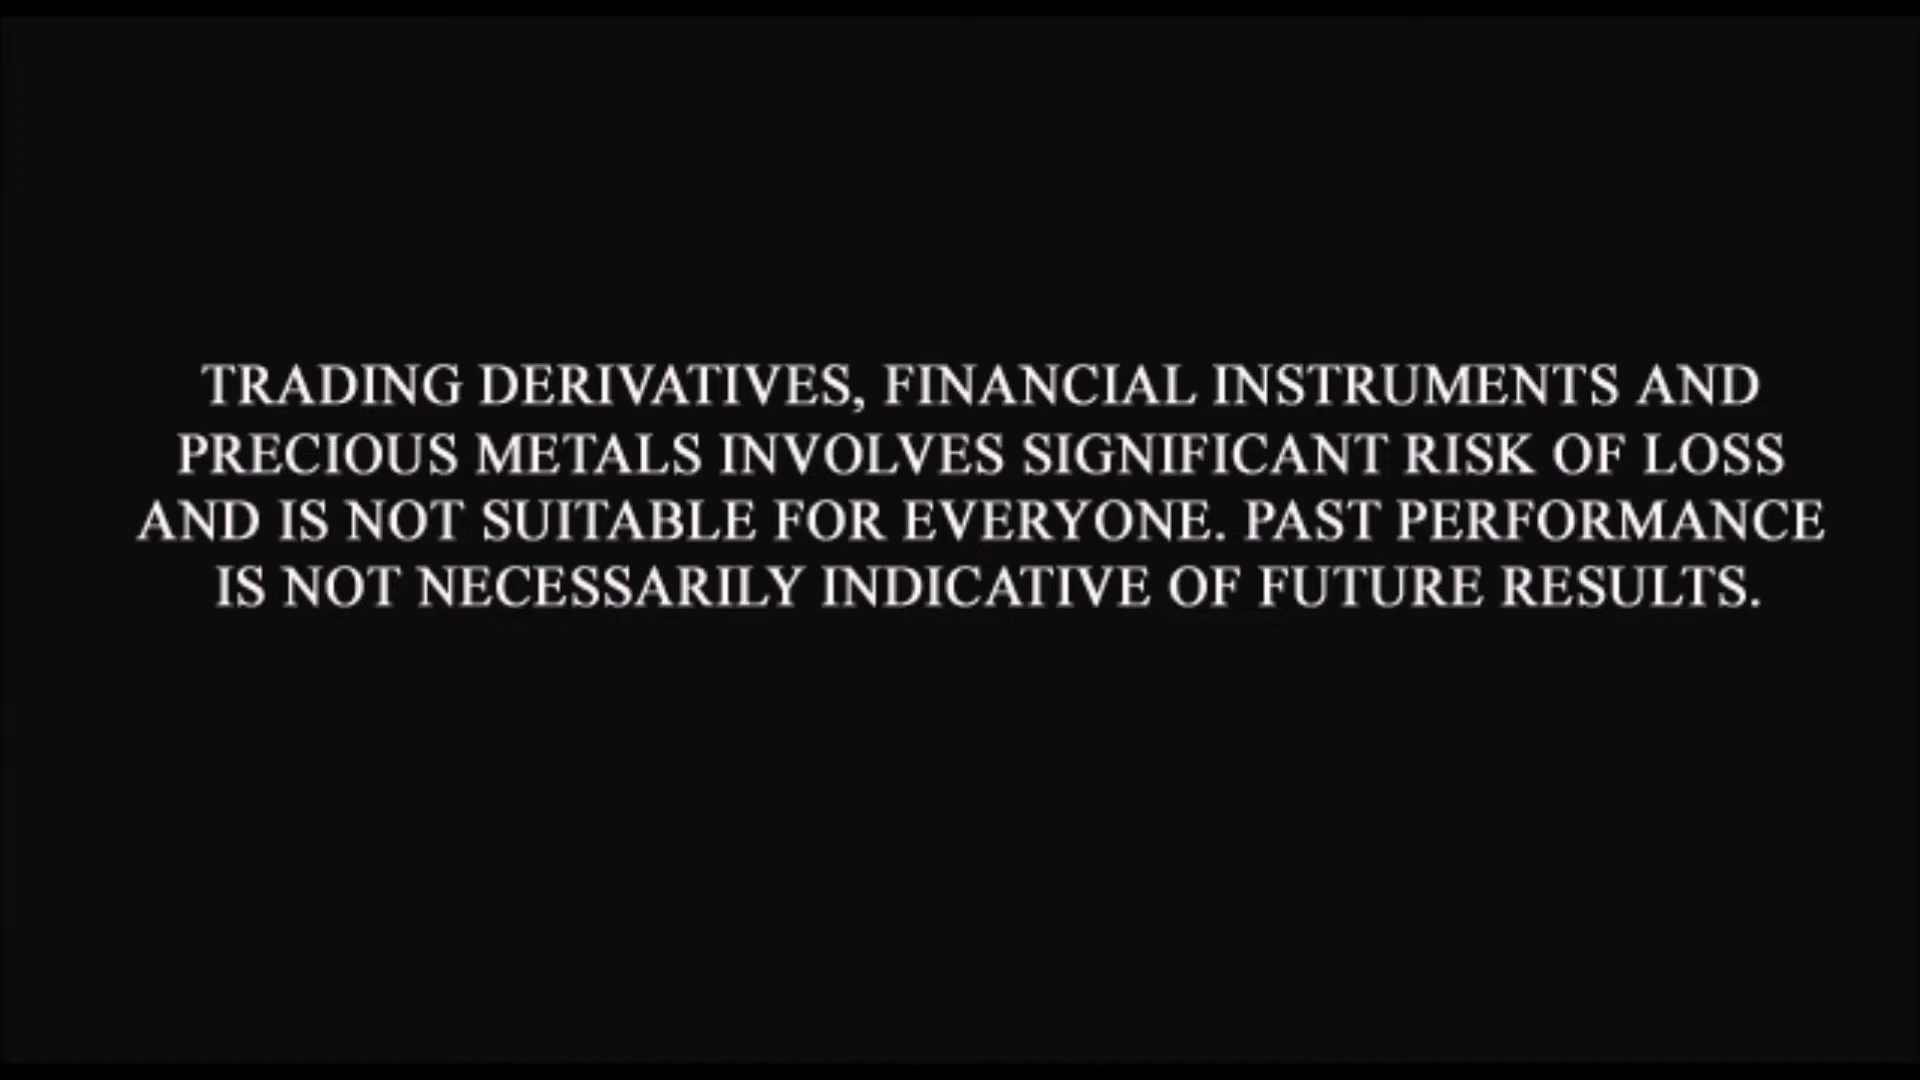 TRADING DERIVATIVES, FINANCIAL INSTRUMENTS AND
PRECIOUS METALS INVOLVES SIGNIFICANT RISK OF LOSS
AND IS NOT SUITABLE FOR EVERYONE. PAST PERFORMANCE
IS NOT NECESSARILY INDICATIVE OF FUTURE RESULTS.